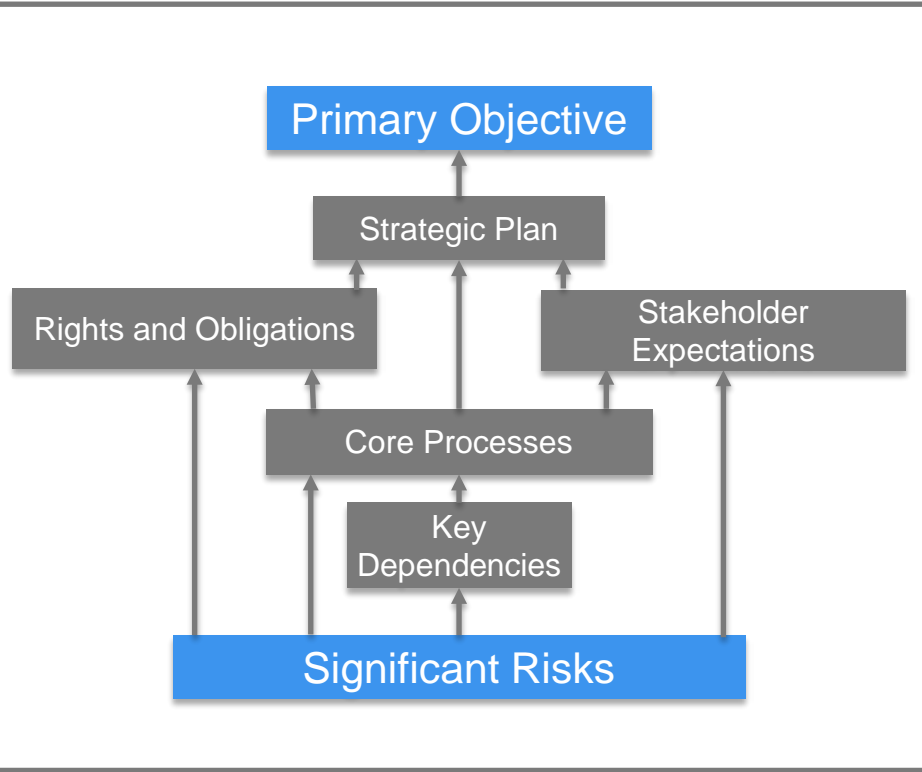 Primary Objective
Strategic Plan
Rights and Obligations
Stakeholder
Expectations
Core Processes
Key
Dependencies
Significant Risks